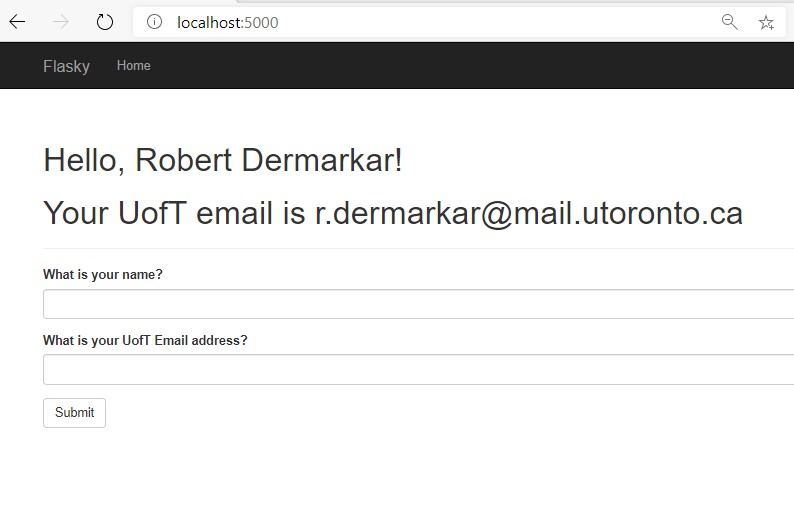 localhost:5000
Flasky Home
Hello, Robert Dermarkar!
Your UofT email is r.dermarkar@mail.utoronto.ca
What is your name?
What is your UofT Email address?
Submit